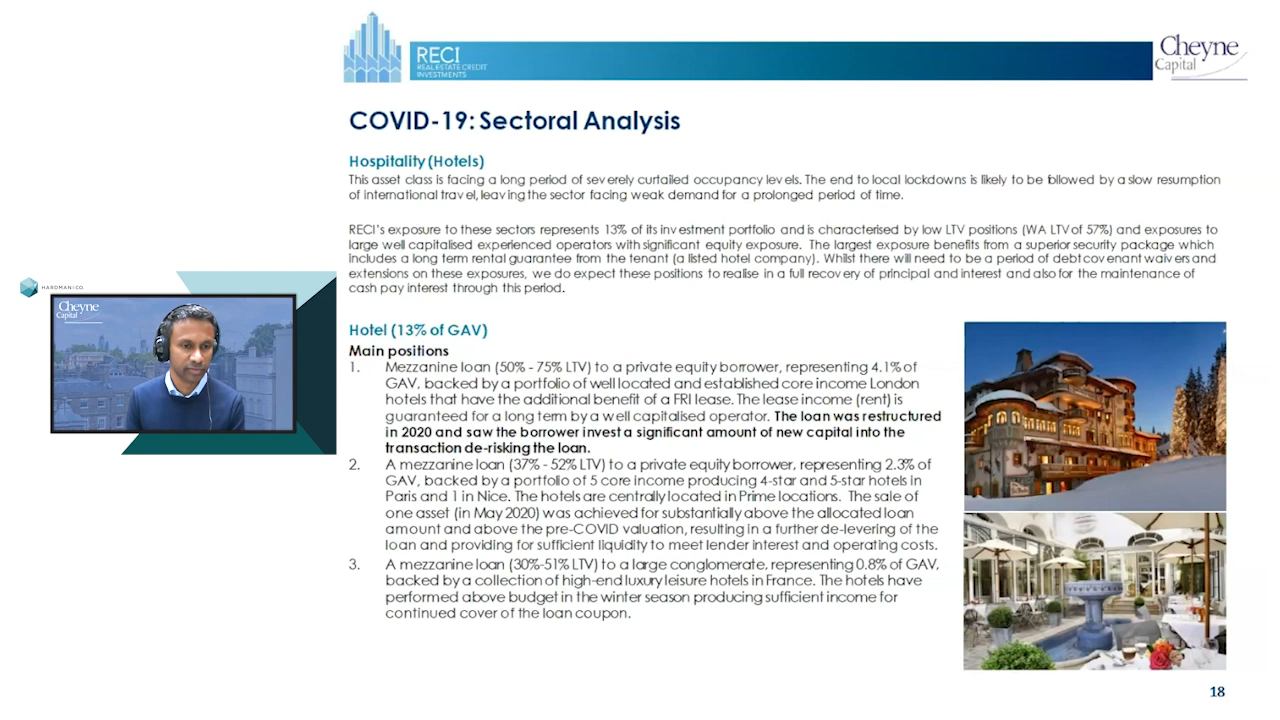 RECI
REAL ESTATE CREDIT
INVESTMENTS
Cheyne
Capital
COVID-19: Sectoral Analysis
Hospitality (Hotels)
This asset class is facing a long period of severely curtailed occupancy levels. The end to local lockdowns is likely to be followed by a slow resumption
of international travel, leaving the sector facing weak demand for a prolonged period of time.
RECI's exposure to these sectors represents 13% of its investment portfolio and is characterised by low LTV positions (WA LTV of 57%) and exposures to
large well capitalised experienced operators with significant equity exposure. The largest exposure benefits from a superior security package which
includes a long term rental guarantee from the tenant (a listed hotel company). Whilst there will need to be a period of debt covenant waivers and
extensions on these exposures, we do expect these positions to realise in a full recovery of principal and interest and also for the maintenance of
cash pay interest through this period.
HARDMAN&CO.
Cheyne
Capital
Hotel (13% of GAV)
Main positions
1. Mezzanine loan (50% - 75% LTV) to a private equity borrower, representing 4.1% of
GAV, backed by a portfolio of well located and established core income London
hotels that have the additional benefit of a FRI lease. The lease income (rent) is
guaranteed for a long term by a well capitalised operator. The loan was restructured
in 2020 and saw the borrower invest a significant amount of new capital into the
transaction de-risking the loan.
2. A mezzanine loan (37% - 52% LTV) to a private equity borrower, representing 2.3% of
GAV, backed by a portfolio of 5 core income producing 4-star and 5-star hotels in
Paris and 1 in Nice. The hotels are centrally located in Prime locations. The sale of
one asset (in May 2020) was achieved for substantially above the allocated loan
amount and above the pre-COVID valuation, resulting in a further de-levering of the
loan and providing for sufficient liquidity to meet lender interest and operating costs.
3. A mezzanine loan (30%-51% LTV) to a large conglomerate, representing 0.8% of GAV,
backed by a collection of high-end luxury leisure hotels in France. The hotels have
performed above budget in the winter season producing sufficient income for
continued cover of the loan coupon.
18